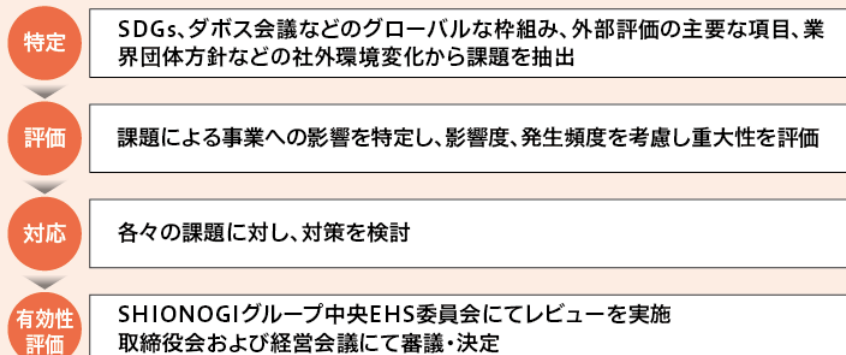 特定
SDGs、ダボス会議などのグローバルな枠組み、外部評価の主要な項目、業
界団体方針などの社外環境変化から課題を抽出
評価
課題による事業への影響を特定し、影響度、発生頻度を考慮し重大性を評価
対応
各々の課題に対し、対策を検討
有効性
評価
SHIONOGIグループ中央EHS委員会にてレビューを実施
取締役会および経営会議にて審議・決定